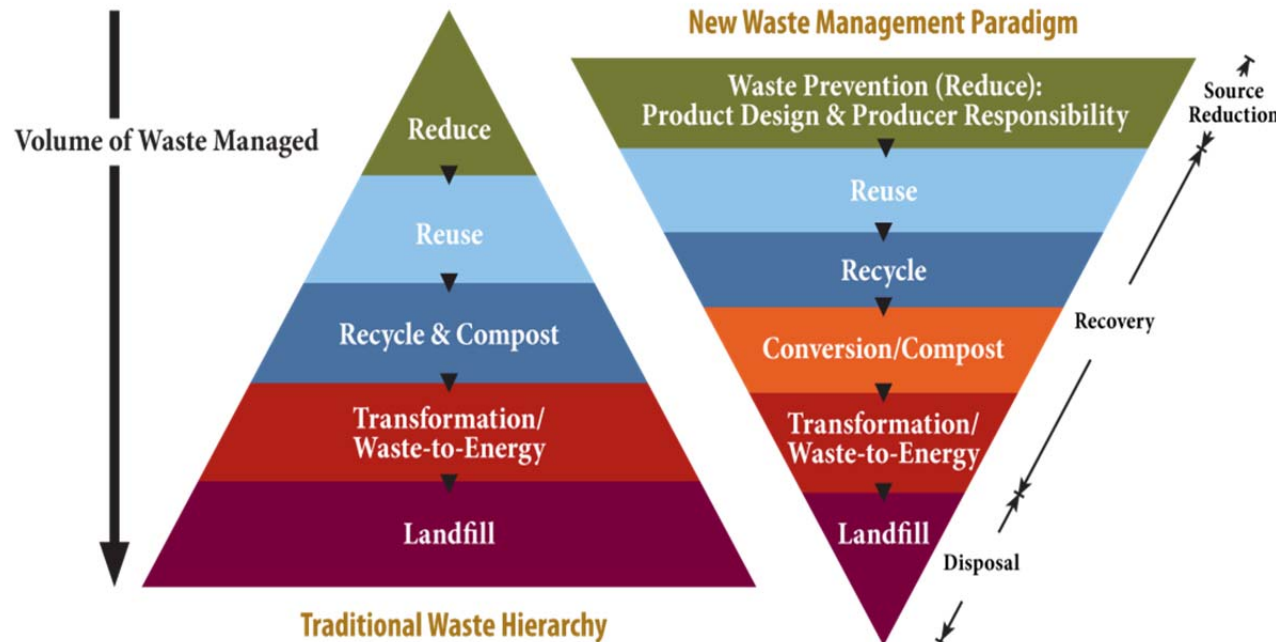 New Waste Management Paradigm
Volume of Waste Managed
Reduce
Reuse
Recycle & Compost
Transformation/
Waste-to-Energy
Landfill
Traditional Waste Hierarchy
Waste Prevention (Reduce):
Product Design & Producer Responsibility
Reuse
Recycle
Conversion/Compost
Transformation/
Waste-to-Energy
Landfill
Source
Reduction
Recovery
Disposal